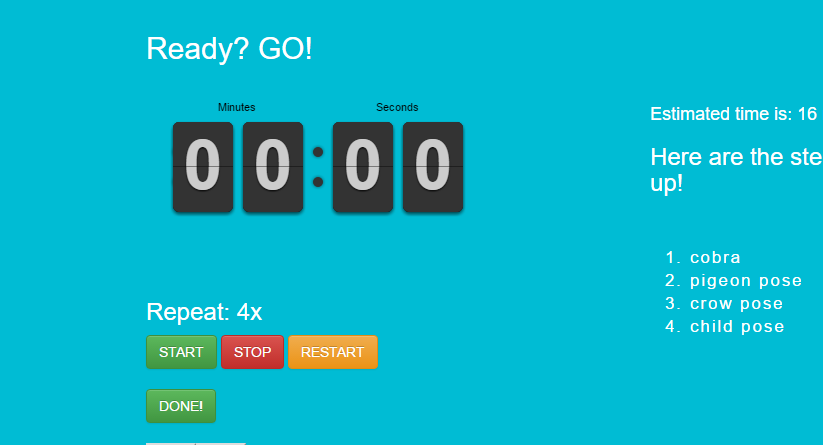 Ready? GO!
Minutes Seconds
00:00
Estimated time is: 16
Here are the ste
up!
1. cobra
2. pigeon pose
3. crow pose
4. child pose
Repeat: 4x
START STOP RESTART
DONE!